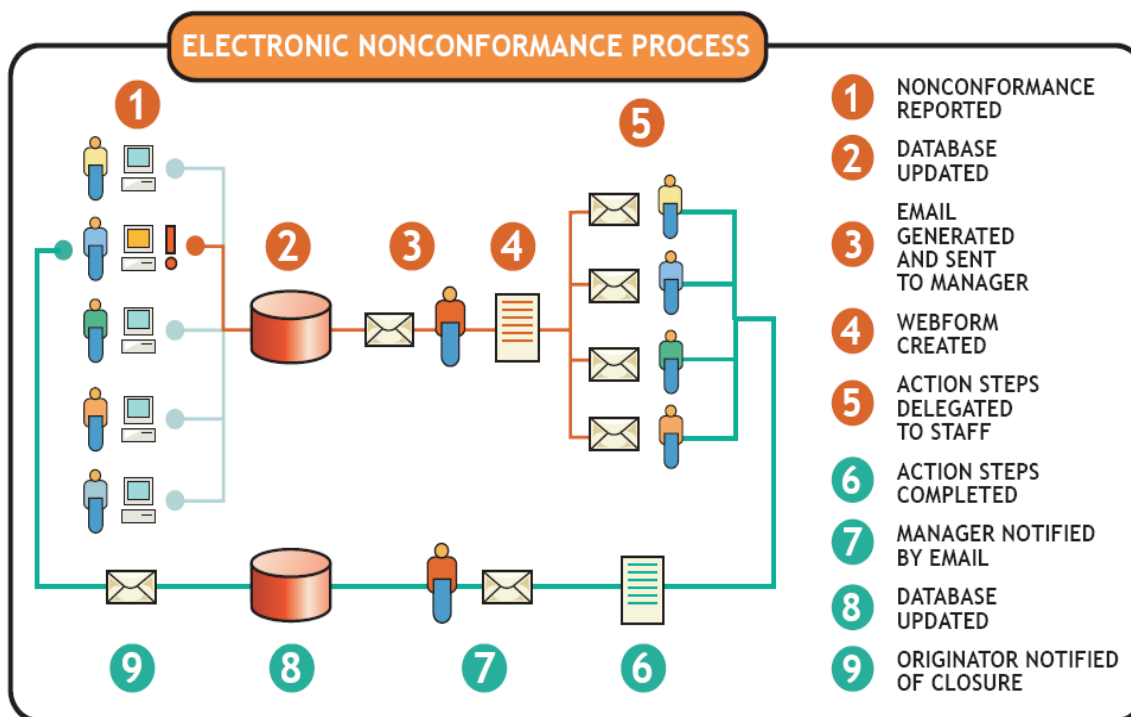 ELECTRONIC NONCONFORMANCE PROCESS
1
2
3
4
5
6
7
8
9
1 NONCONFORMANCE
REPORTED
2 DATABASE
UPDATED
3 EMAIL
GENERATED
AND SENT
TO MANAGER
4 WEBFORM
CREATED
5 ACTION STEPS
DELEGATED
TO STAFF
6 ACTION STEPS
COMPLETED
7 MANAGER NOTIFIED
BY EMAIL
8 DATABASE
UPDATED
9 ORIGINATOR NOTIFIED
OF CLOSURE